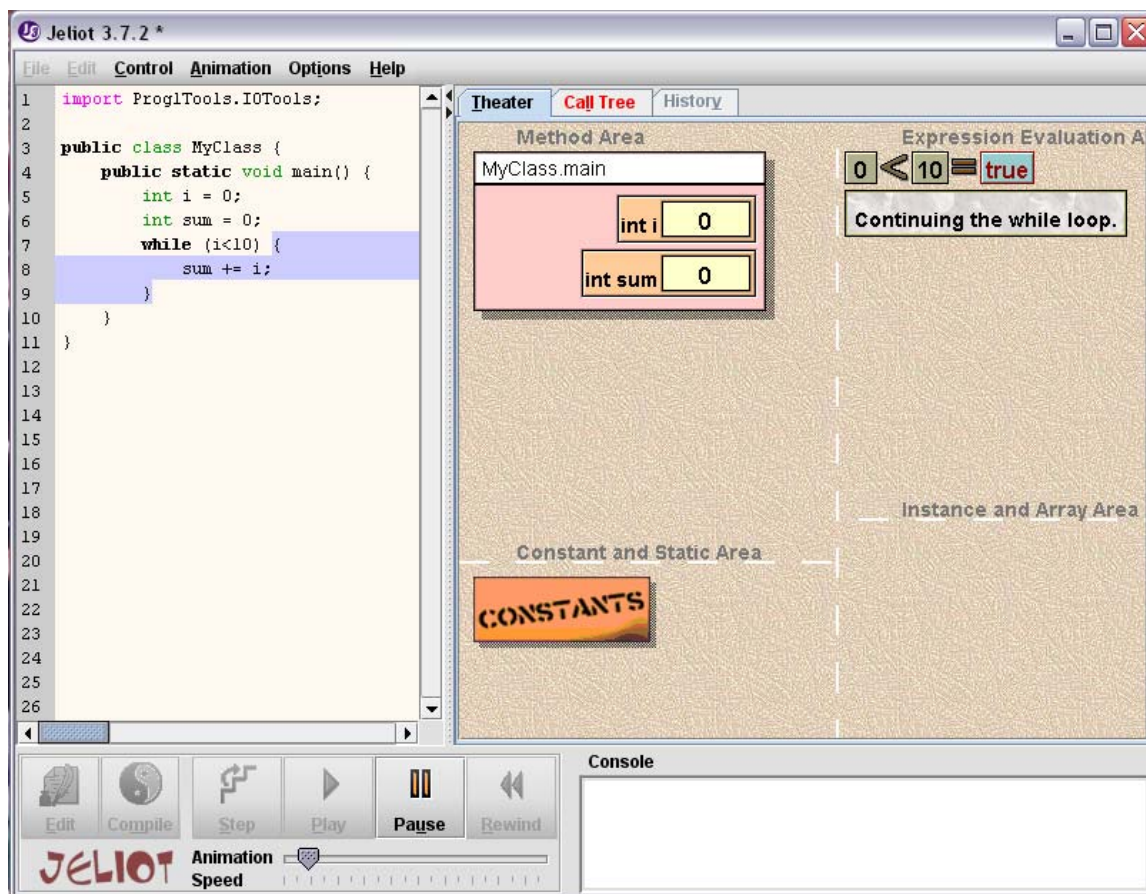 Jeliot 3.7.2 *
File Edit Control Animation Options Help
1 import ProglTools.IOTools;
2
3 public class MyClass {
4 public static void main() {
5 int i = 0;
6 int sum = 0;
7 while (i<10) {
8 sum += i;
9 }
10 }
11 }
12
13
14
15
16
17
18
19
20
21
22
23
24
25
26
Theater Call Tree History
Method Area
MyClass.main
int i 0
int sum 0
Expression Evaluation A
0 < 10 = true
Continuing the while loop.
Constant and Static Area
CONSTANTS
Instance and Array Area
Edit Compile Step Play Pause Rewind
JELIOT
Animation
Speed
Console